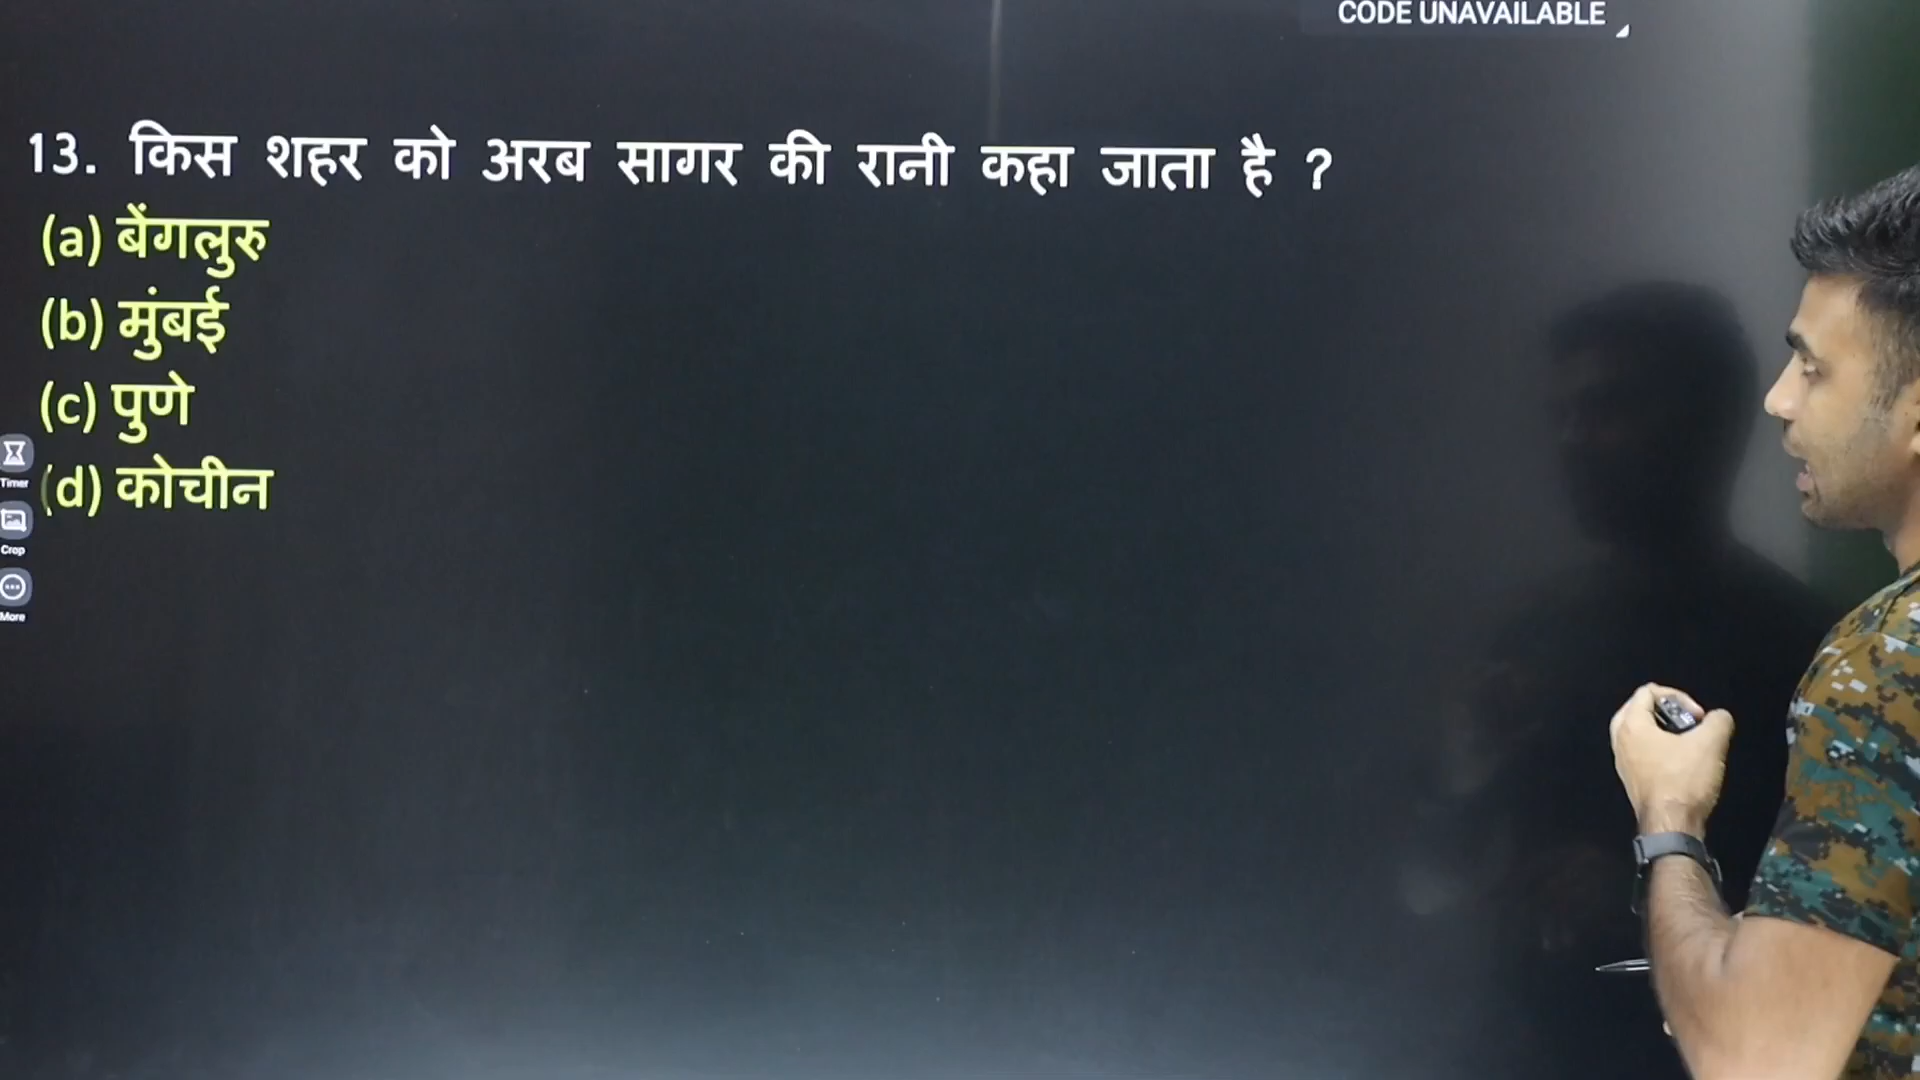 CODE UNAVAILABLE
13. किस शहर को अरब सागर की रानी कहा जाता है ?
(a) बेंगलुरु
(b) मुंबई
(c) पुणे
Timer
(d) कोचीन
Crop
More